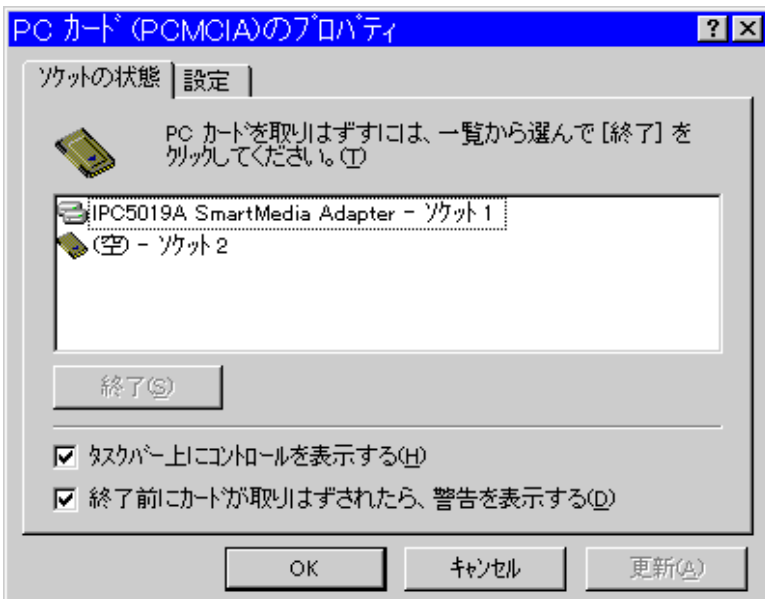 PC カード (PCMCIA)のプロパティ
ソケットの状態
設定
PC カードを取りはずすには、一覧から選んで [終了] を
クリックしてください。(T)
IPC5019A SmartMedia Adapter - ソケット 1
(空) - ソケット 2
終了(S)
タスクバー上にコントロールを表示する(H)
終了前にカードが取りはずされたら、警告を表示する(D)
OK
キャンセル
更新(A)